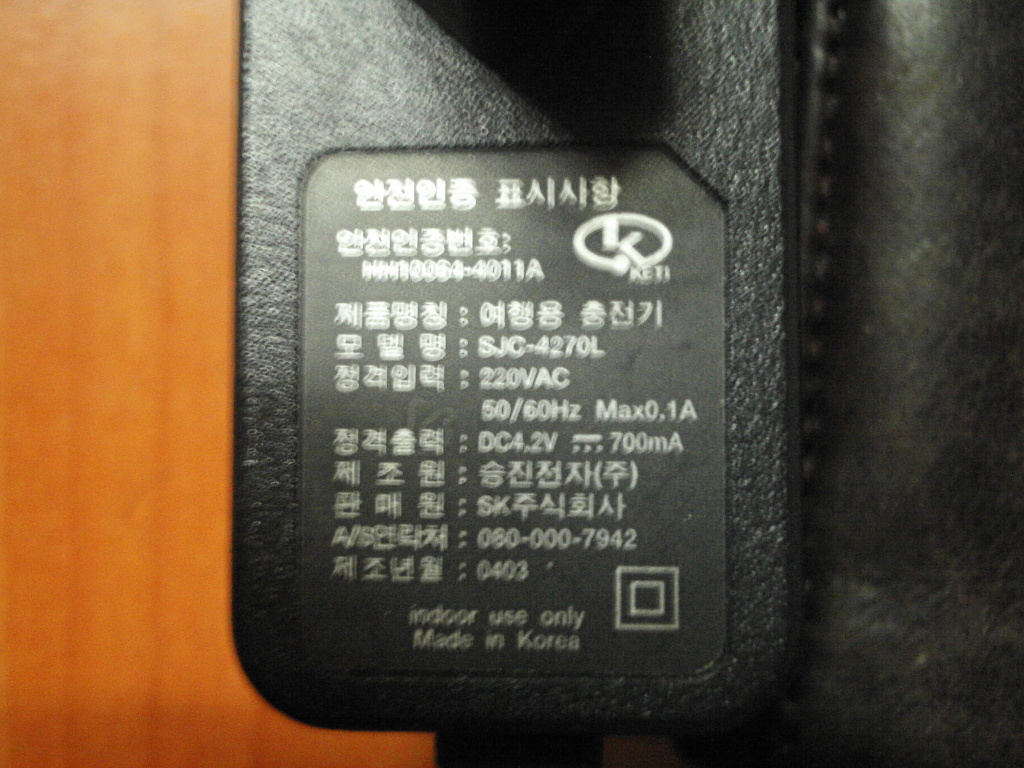 안전인증 표시사항
안전인증번호:
HH10064-4011A
KETI
제품명칭 : 여행용 충전기
모 델 명 : SJC-4270L
정격입력 : 220VAC
50/60Hz Max0.1A
정격출력 : DC4.2V 700mA
제 조 원 : 승진전자(주)
판 매 원 : SK주식회사
A/S연락처 : 080-000-7942
제조년월 : 0403
indoor use only
Made in Korea